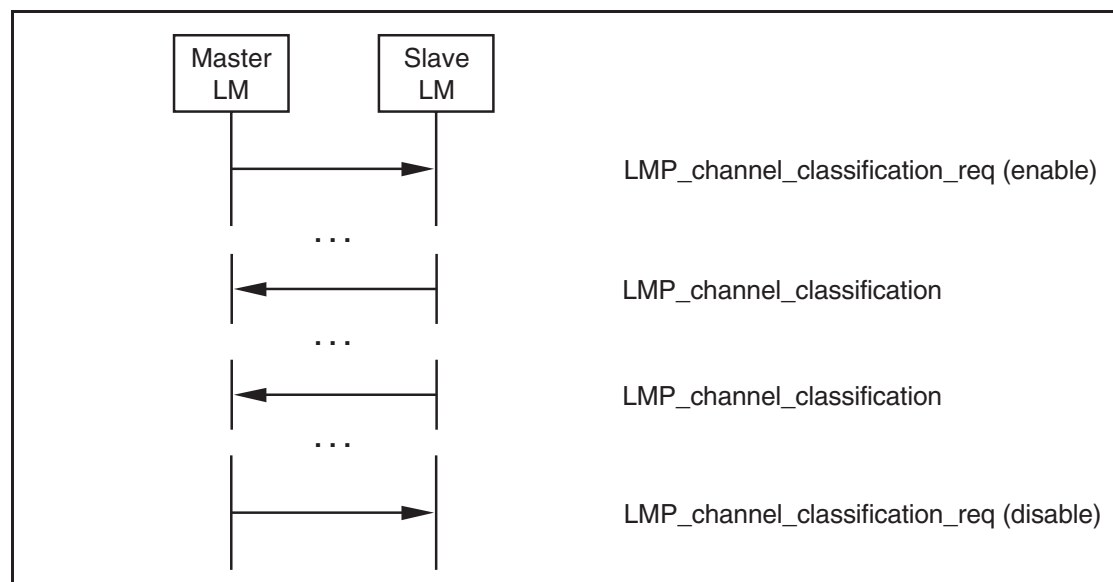 Master
LM
Slave
LM
LMP_channel_classification_req (enable)
...
LMP_channel_classification
...
LMP_channel_classification
...
LMP_channel_classification_req (disable)